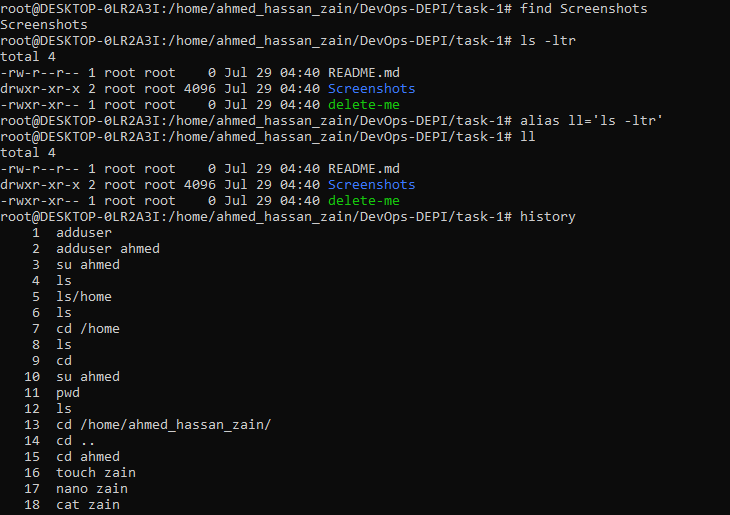 root@DESKTOP-0LR2A3I:/home/ahmed_hassan_zain/DevOps-DEPI/task-1# find Screenshots
Screenshots
root@DESKTOP-0LR2A3I:/home/ahmed_hassan_zain/DevOps-DEPI/task-1# ls -ltr
total 4
-rw-r--r-- 1 root root    0 Jul 29 04:40 README.md
drwxr-xr-x 2 root root 4096 Jul 29 04:40 Screenshots
-rwxr-xr-- 1 root root    0 Jul 29 04:40 delete-me
root@DESKTOP-0LR2A3I:/home/ahmed_hassan_zain/DevOps-DEPI/task-1# alias ll='ls -ltr'
root@DESKTOP-0LR2A3I:/home/ahmed_hassan_zain/DevOps-DEPI/task-1# ll
total 4
-rw-r--r-- 1 root root    0 Jul 29 04:40 README.md
drwxr-xr-x 2 root root 4096 Jul 29 04:40 Screenshots
-rwxr-xr-- 1 root root    0 Jul 29 04:40 delete-me
root@DESKTOP-0LR2A3I:/home/ahmed_hassan_zain/DevOps-DEPI/task-1# history
    1  adduser
    2  adduser ahmed
    3  su ahmed
    4  ls
    5  ls/home
    6  ls
    7  cd /home
    8  ls
    9  cd
   10  su ahmed
   11  pwd
   12  ls
   13  cd /home/ahmed_hassan_zain/
   14  cd ..
   15  cd ahmed
   16  touch zain
   17  nano zain
   18  cat zain